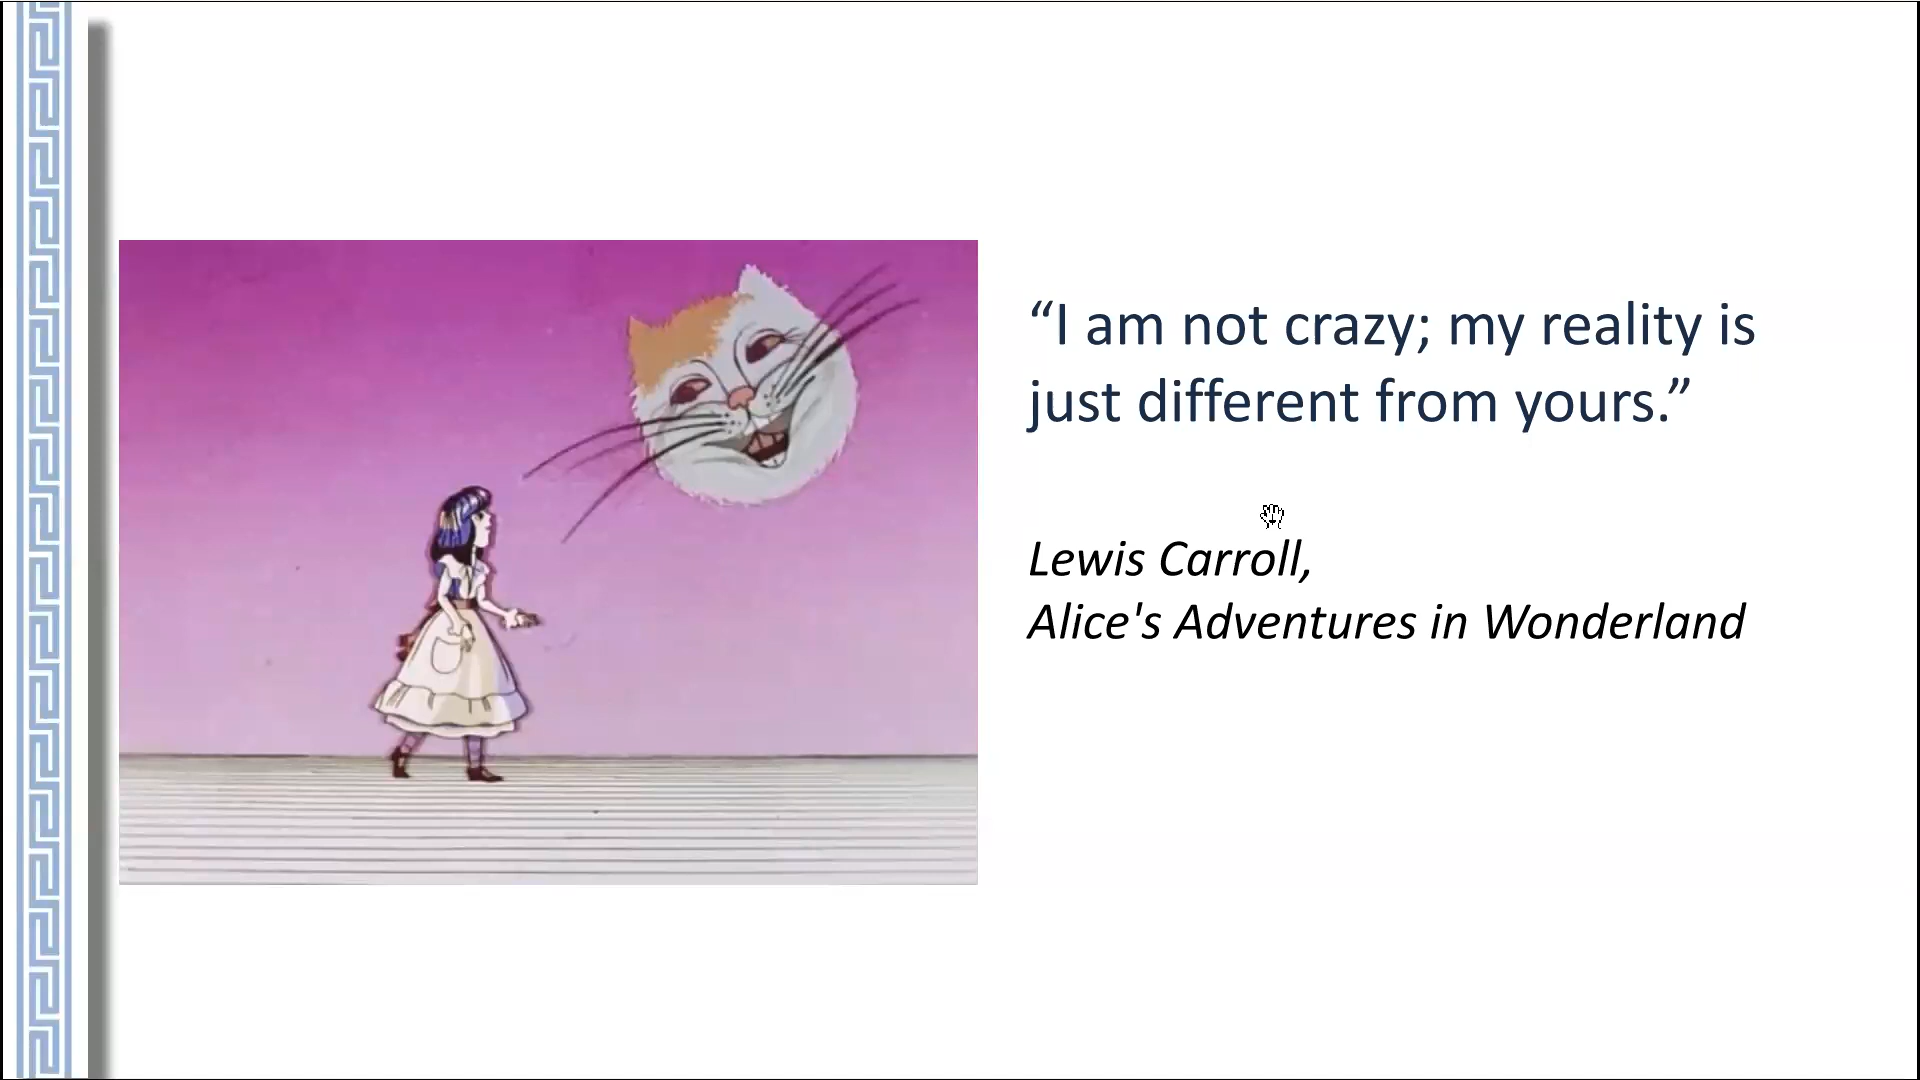 “I am not crazy; my reality is
just different from yours.”
Lewis Carroll,
Alice's Adventures in Wonderland